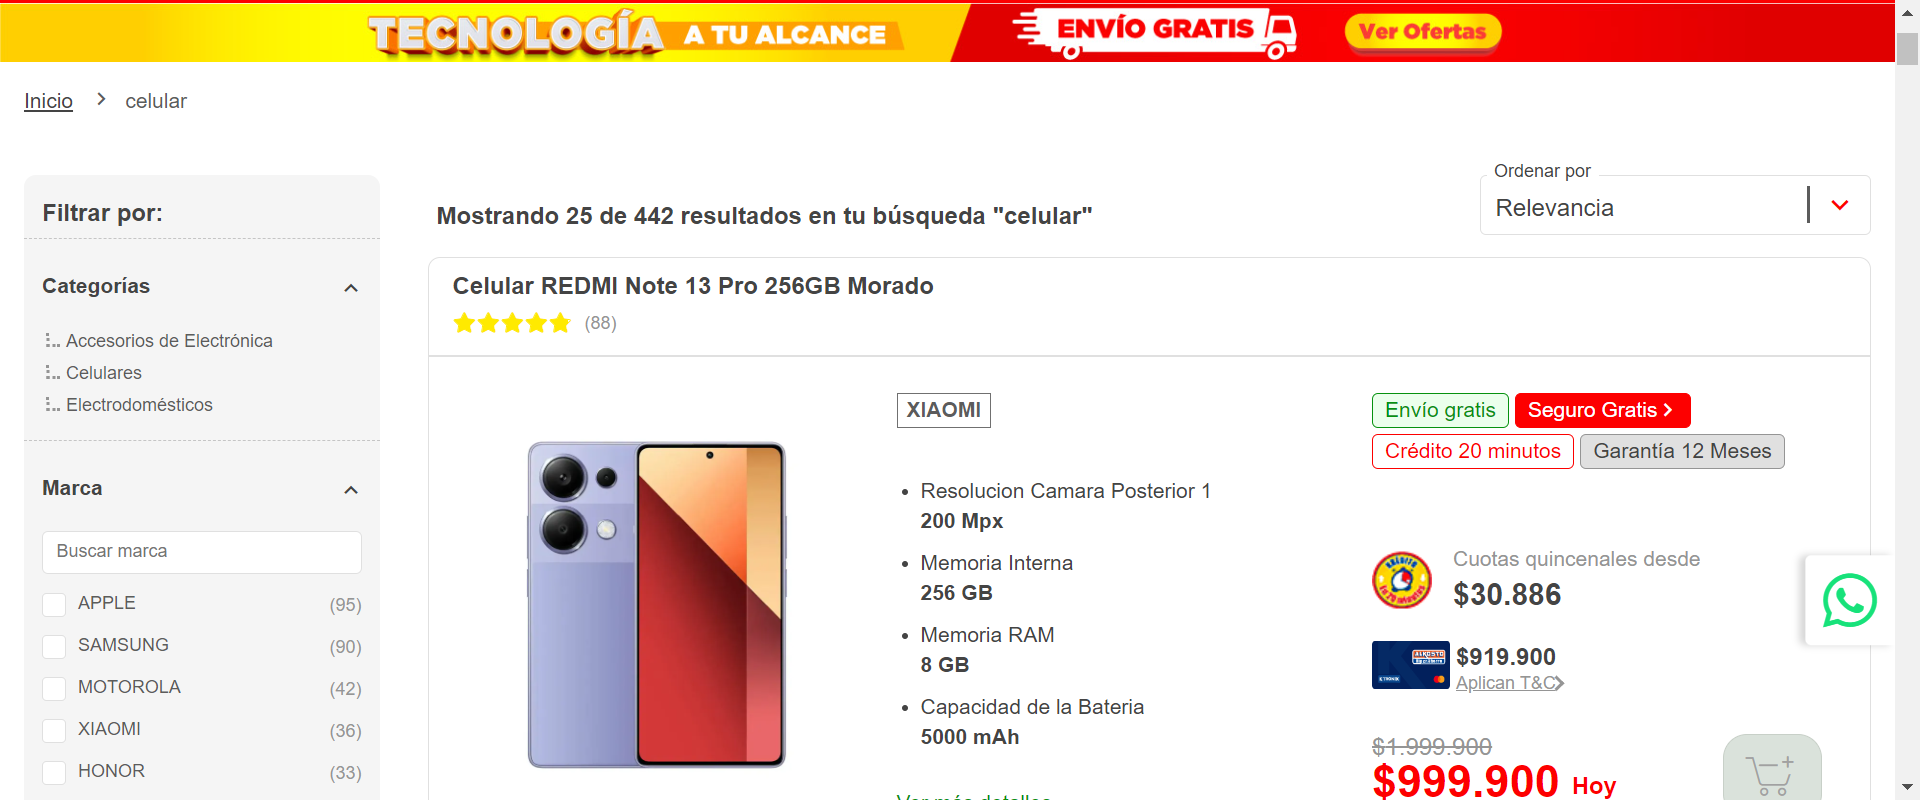 TECNOLOGÍA A TU ALCANCE
ENVÍO GRATIS
Ver Ofertas
Inicio > celular
Filtrar por:
Categorías
Accesorios de Electrónica
Celulares
Electrodomésticos
Marca
Buscar marca
APPLE (95)
SAMSUNG (90)
MOTOROLA (42)
XIAOMI (36)
HONOR (33)
Mostrando 25 de 442 resultados en tu búsqueda "celular"
Ordenar por
Relevancia
Celular REDMI Note 13 Pro 256GB Morado
(88)
XIAOMI
Resolucion Camara Posterior 1
200 Mpx
Memoria Interna
256 GB
Memoria RAM
8 GB
Capacidad de la Bateria
5000 mAh
Ver más detalles
Envío gratis
Seguro Gratis >
Crédito 20 minutos
Garantía 12 Meses
Cuotas quincenales desde
$30.886
$919.900
Aplican T&C
$1.999.900
$999.900 Hoy